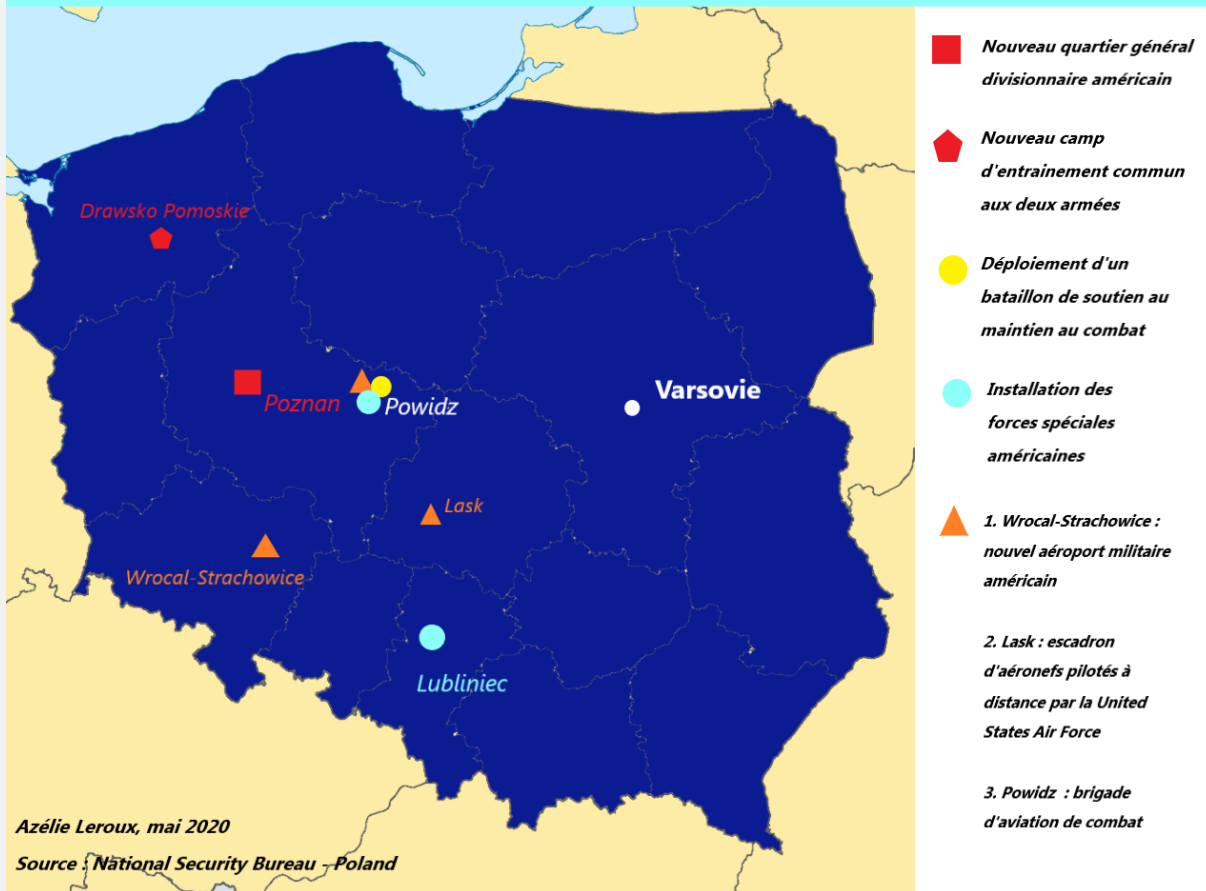 Drawsko Pomoskie
Poznan
Powidz
Varsovie
Lask
Wrocal-Strachowice
Lubliniec
Azélie Leroux, mai 2020
Source : National Security Bureau - Poland
Nouveau quartier général
divisionnaire américain
Nouveau camp
d'entrainement commun
aux deux armées
Déploiement d'un
bataillon de soutien au
maintien au combat
Installation des
forces spéciales
américaines
1. Wrocal-Strachowice :
nouvel aéroport militaire
américain
2. Lask : escadron
d'aéronefs pilotés à
distance par la United
States Air Force
3. Powidz : brigade
d'aviation de combat